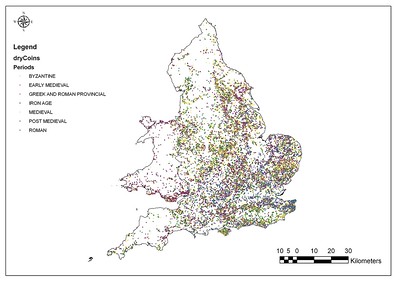 Legend
dryCoins
Periods
BYZANTINE
EARLY MEDIEVAL
GREEK AND ROMAN PROVINCIAL
IRON AGE
MEDIEVAL
POST MEDIEVAL
ROMAN
10 5 0 10 20 30
Kilometers